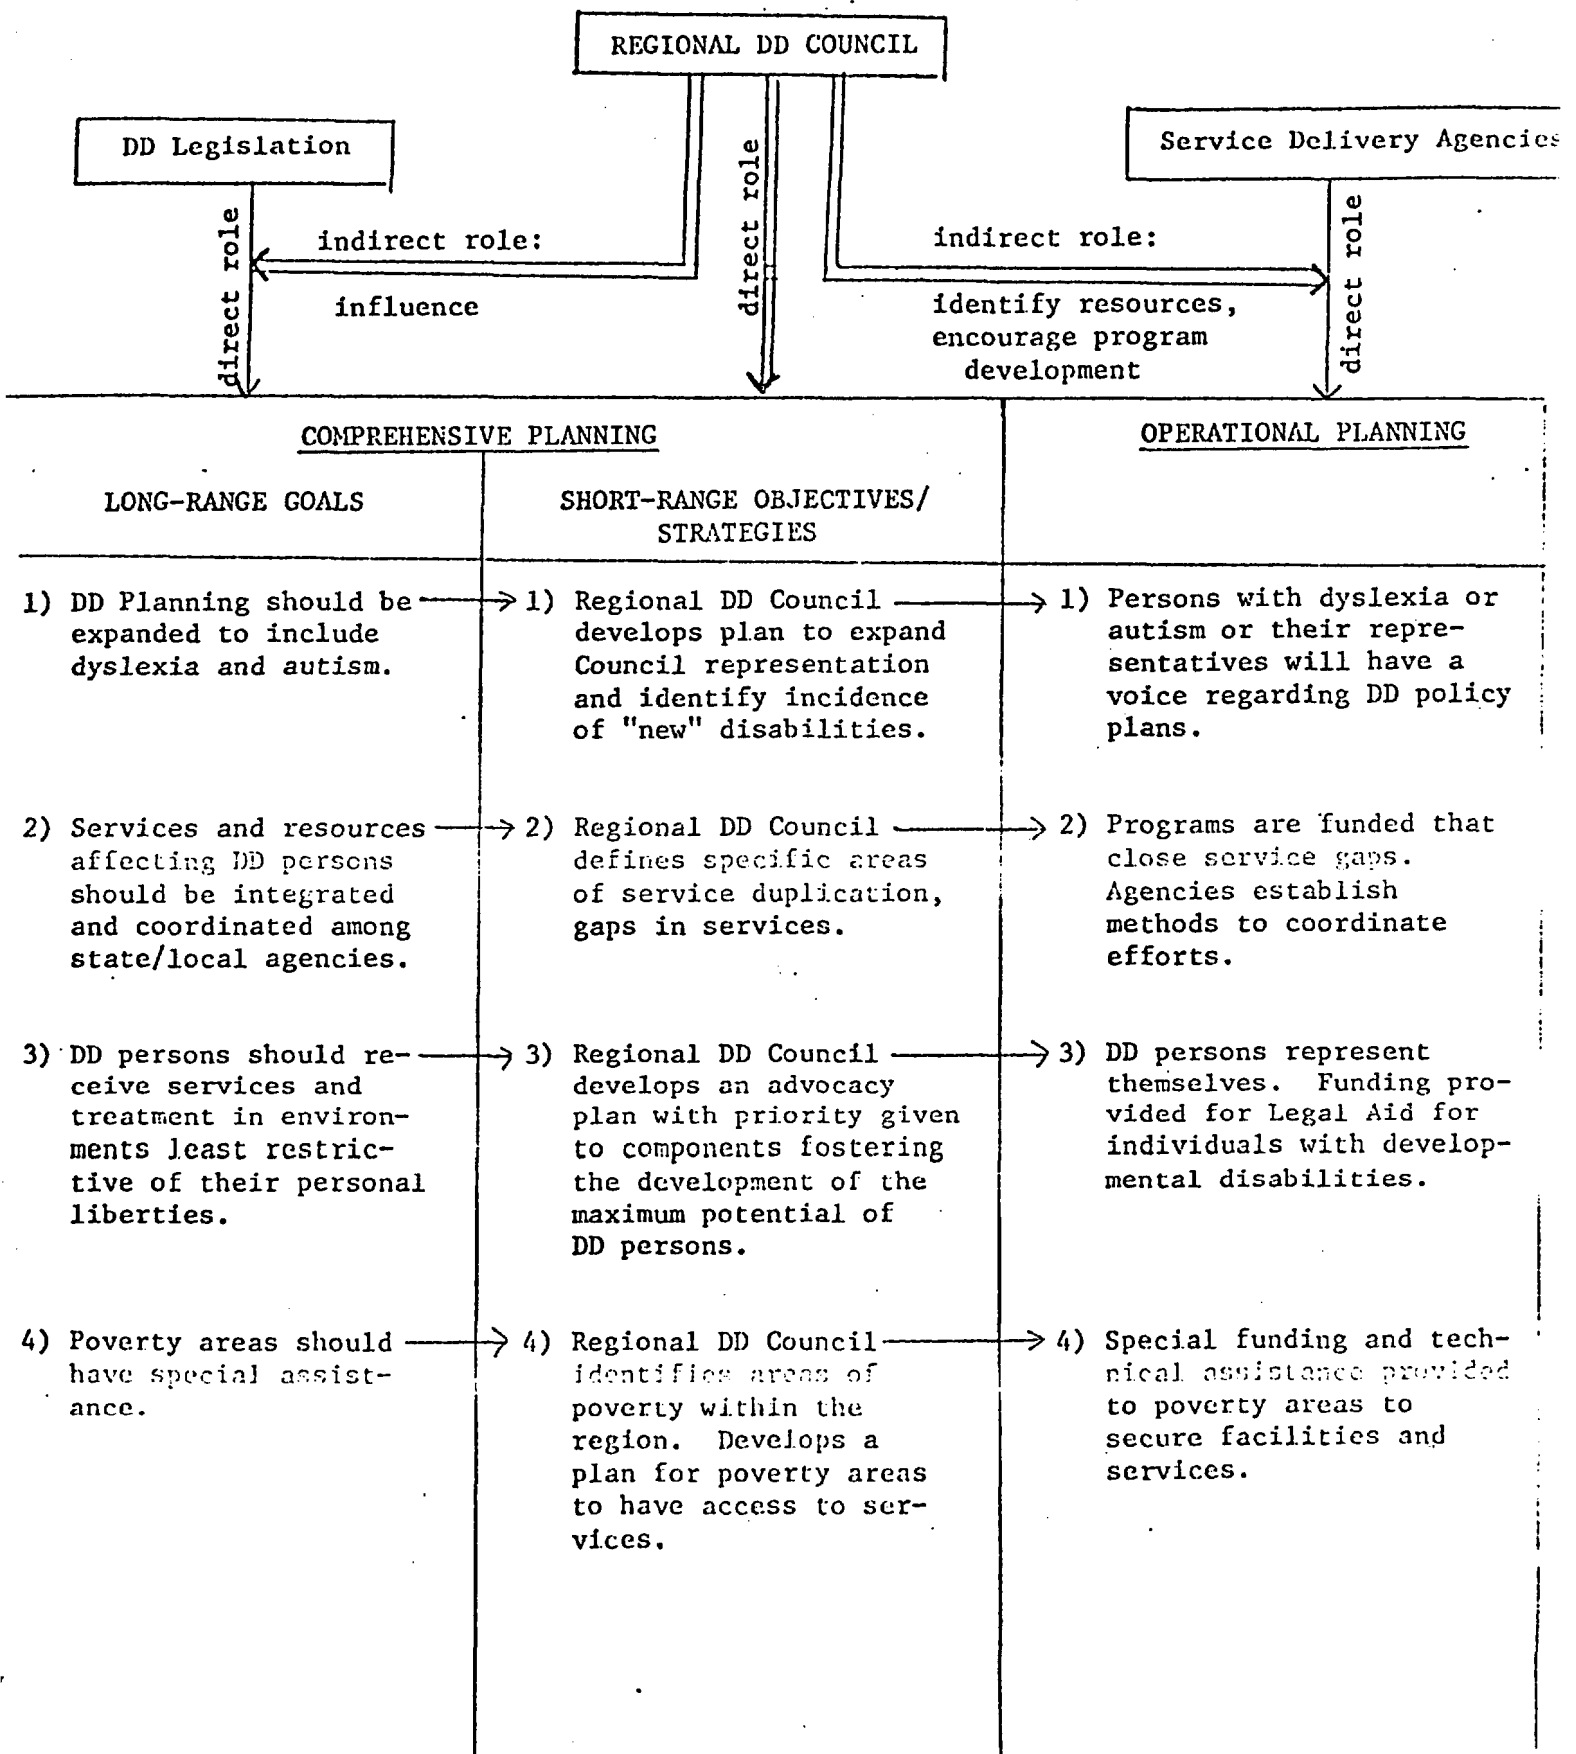 REGIONAL DD COUNCIL
DD Legislation
Service Delivery Agencies
direct role
indirect role:
influence
direct role
indirect role:
identify resources,
encourage program
development
direct role
COMPREHENSIVE PLANNING
OPERATIONAL PLANNING
LONG-RANGE GOALS
SHORT-RANGE OBJECTIVES/
STRATEGIES
1) DD Planning should be
expanded to include
dyslexia and autism.
1) Regional DD Council
develops plan to expand
Council representation
and identify incidence
of "new" disabilities.
1) Persons with dyslexia or
autism or their repre-
sentatives will have a
voice regarding DD policy
plans.
2) Services and resources
affecting DD persons
should be integrated
and coordinated among
state/local agencies.
2) Regional DD Council
defines specific areas
of service duplication,
gaps in services.
2) Programs are funded that
close service gaps.
Agencies establish
methods to coordinate
efforts.
3) DD persons should re-
ceive services and
treatment in environ-
ments least restric-
tive of their personal
liberties.
3) Regional DD Council
develops an advocacy
plan with priority given
to components fostering
the development of the
maximum potential of
DD persons.
3) DD persons represent
themselves. Funding pro-
vided for Legal Aid for
individuals with develop-
mental disabilities.
4) Poverty areas should
have special assist-
ance.
4) Regional DD Council
identifies areas of
poverty within the
region. Develops a
plan for poverty areas
to have access to ser-
vices.
4) Special funding and tech-
nical assistance provided
to poverty areas to
secure facilities and
services.